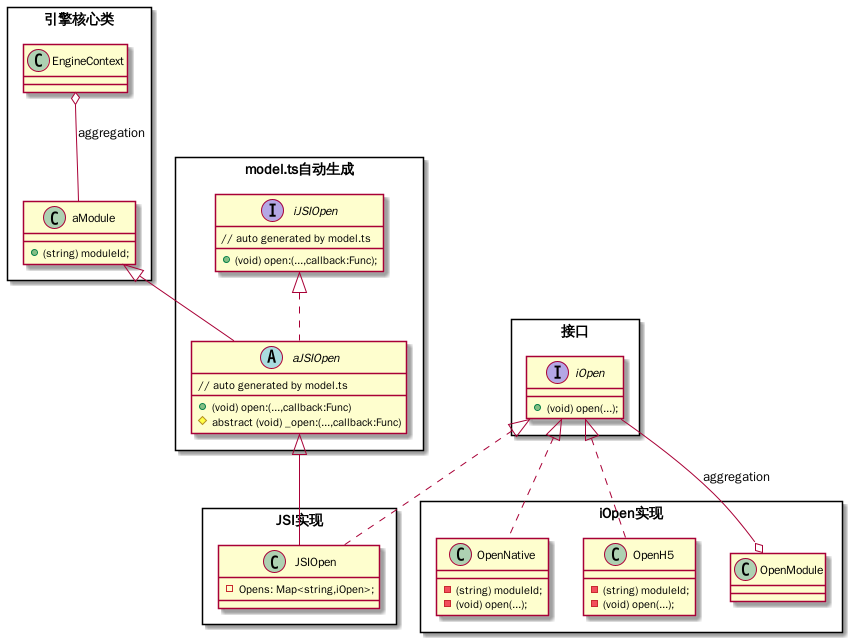 引擎核心类
C EngineContext
aggregation
C aModule
(string) moduleId;
model.ts自动生成
I iJSIOpen
// auto generated by model.ts
(void) open:(...,callback:Func);
A aJSIOpen
// auto generated by model.ts
(void) open:(...,callback:Func)
abstract (void) _open:(...,callback:Func)
接口
I iOpen
(void) open(...);
aggregation
JSI实现
C JSIOpen
Opens: Map<string,iOpen>;
iOpen实现
C OpenNative
(string) moduleId;
(void) open(...);
C OpenH5
(string) moduleId;
(void) open(...);
C OpenModule